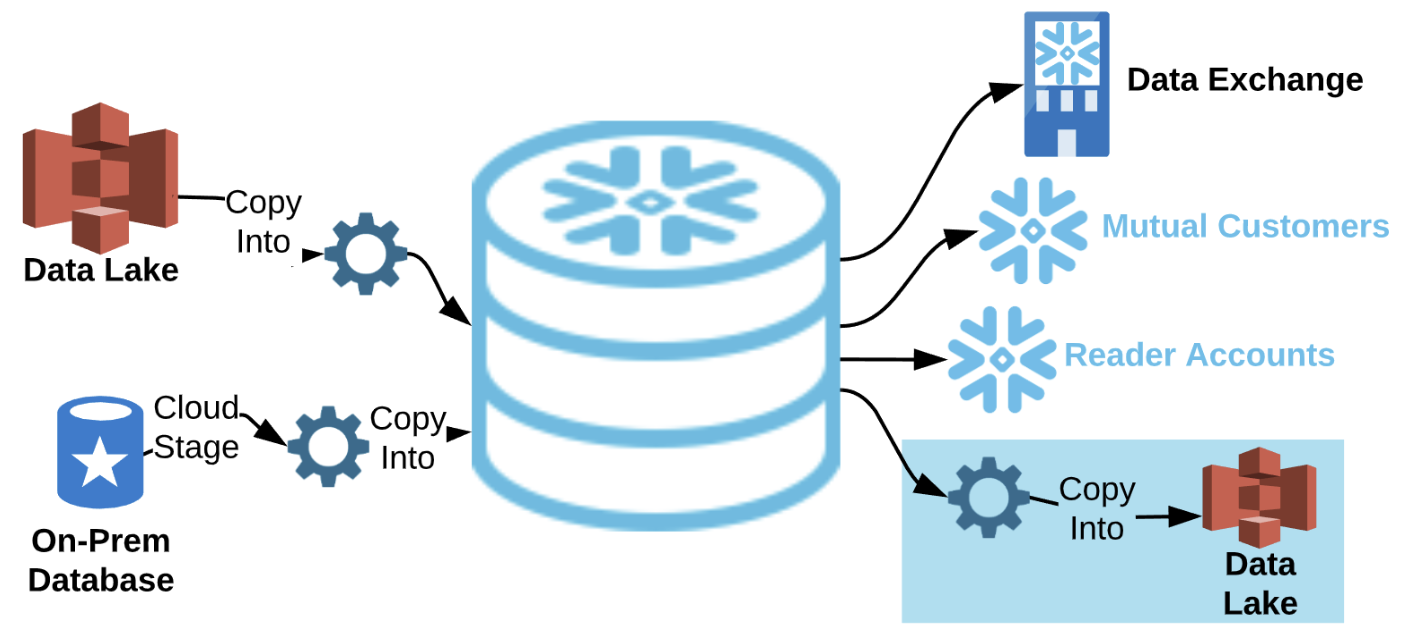 Data Exchange
Copy
Into
Data Lake
Mutual Customers
Reader Accounts
Cloud
Stage
Copy
Into
On-Prem
Database
Copy
Into
Data
Lake